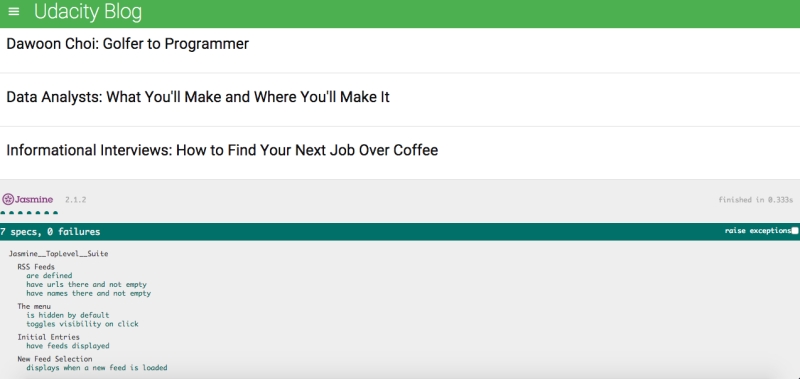 Udacity Blog
Dawoon Choi: Golfer to Programmer
Data Analysts: What You'll Make and Where You'll Make It
Informational Interviews: How to Find Your Next Job Over Coffee
Jasmine 2.1.2 finished in 0.333s
7 specs, 0 failures raise exceptions
Jasmine__TopLevel__Suite
RSS Feeds
are defined
have urls there and not empty
have names there and not empty
The menu
is hidden by default
toggles visibility on click
Initial Entries
have feeds displayed
New Feed Selection
displays when a new feed is loaded